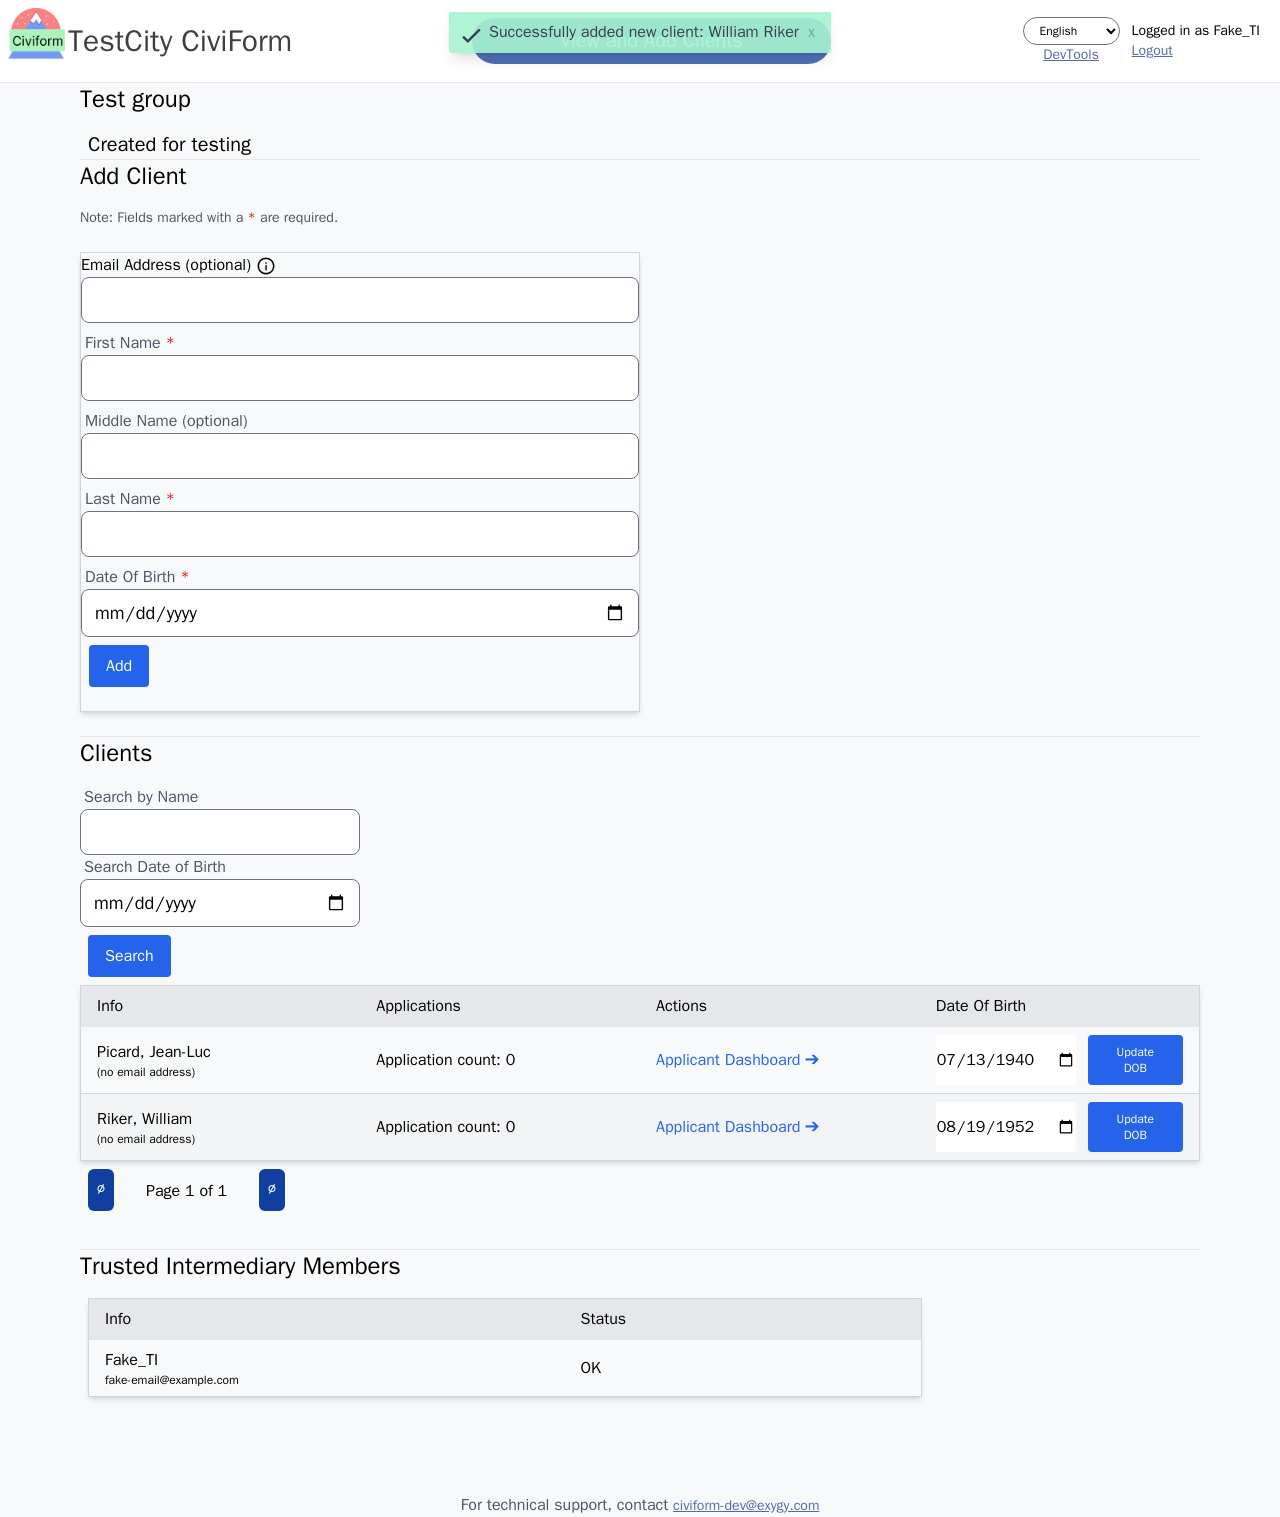 Civiform
TestCity CiviForm
View and Add Clients
Successfully added new client: William Riker x
English
DevTools
Logged in as Fake_TI
Logout
Test group
Created for testing
Add Client
Note: Fields marked with a * are required.
Email Address (optional)
First Name *
Middle Name (optional)
Last Name *
Date Of Birth *
mm/dd/yyyy
Add
Clients
Search by Name
Search Date of Birth
mm/dd/yyyy
Search
Info Applications Actions Date Of Birth
Picard, Jean-Luc
(no email address)
Application count: 0
Applicant Dashboard ➔
07/13/1940
Update
DOB
Riker, William
(no email address)
Application count: 0
Applicant Dashboard ➔
08/19/1952
Update
DOB
∅ Page 1 of 1 ∅
Trusted Intermediary Members
Info Status
Fake_TI
fake-email@example.com
OK
For technical support, contact civiform-dev@exygy.com